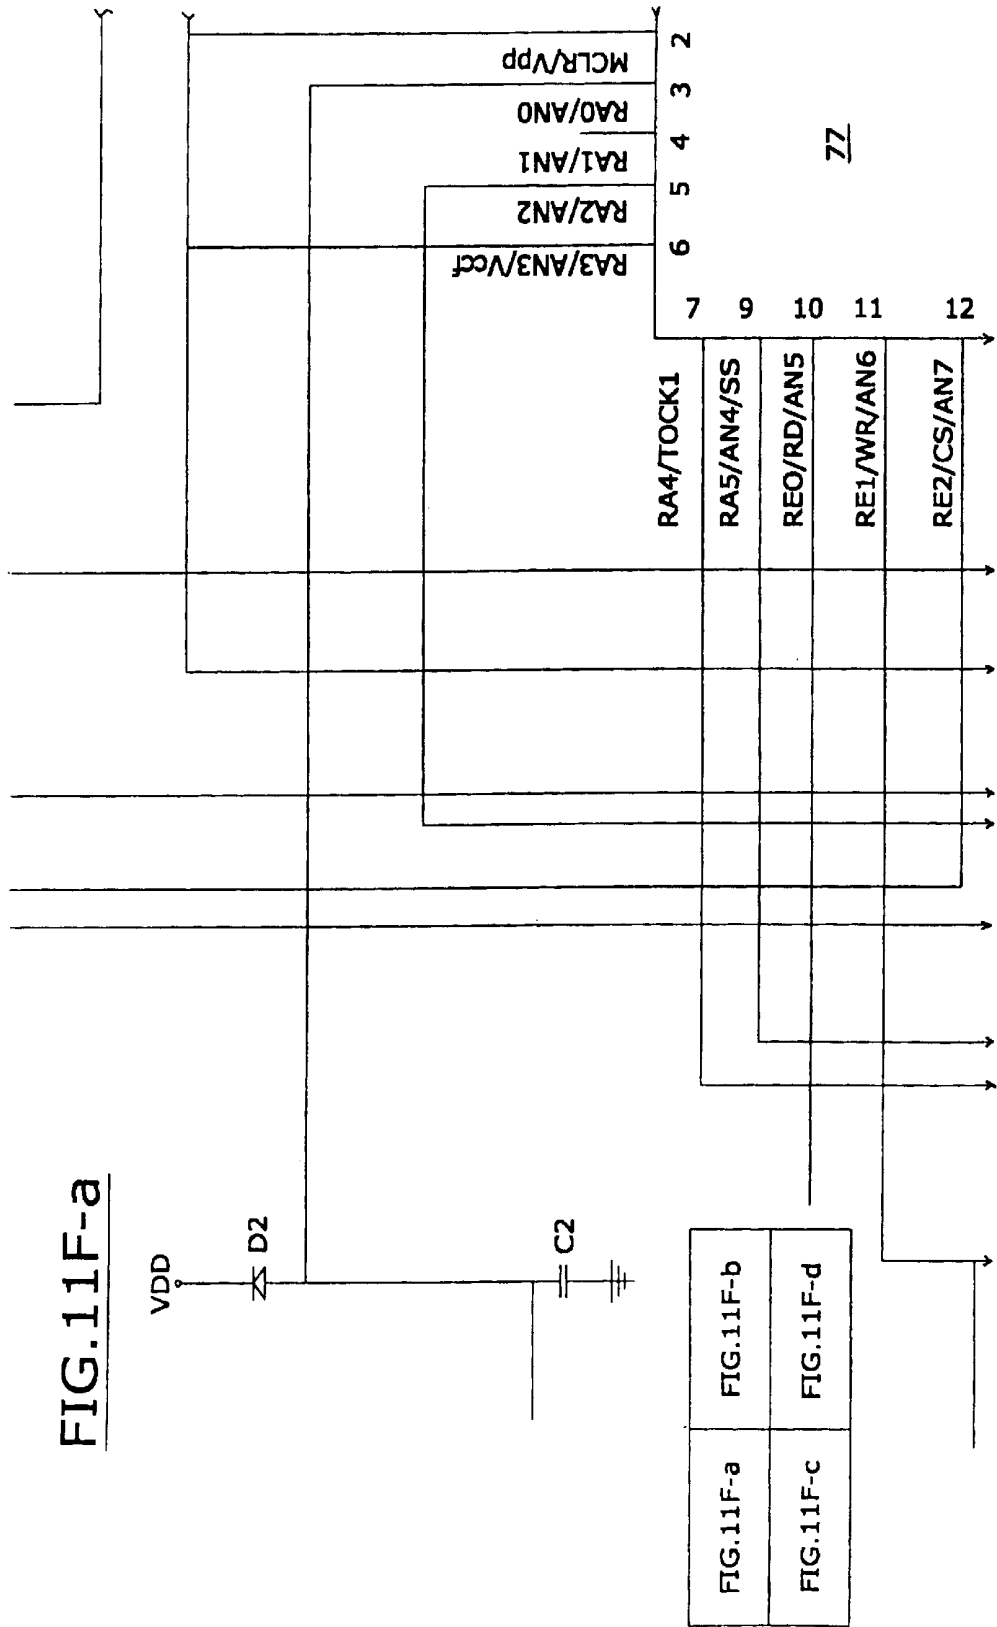 FIG.11F-a
VDD
D2
C2
MCLR/Vpp
2
RA0/AN0
3
RA1/AN1
4
RA2/AN2
5
RA3/AN3/Vccf
6
77
RA4/TOCK1
7
RA5/AN4/SS
9
REO/RD/AN5
10
RE1/WR/AN6
11
RE2/CS/AN7
12
FIG.11F-a FIG.11F-b
FIG.11F-c FIG.11F-d